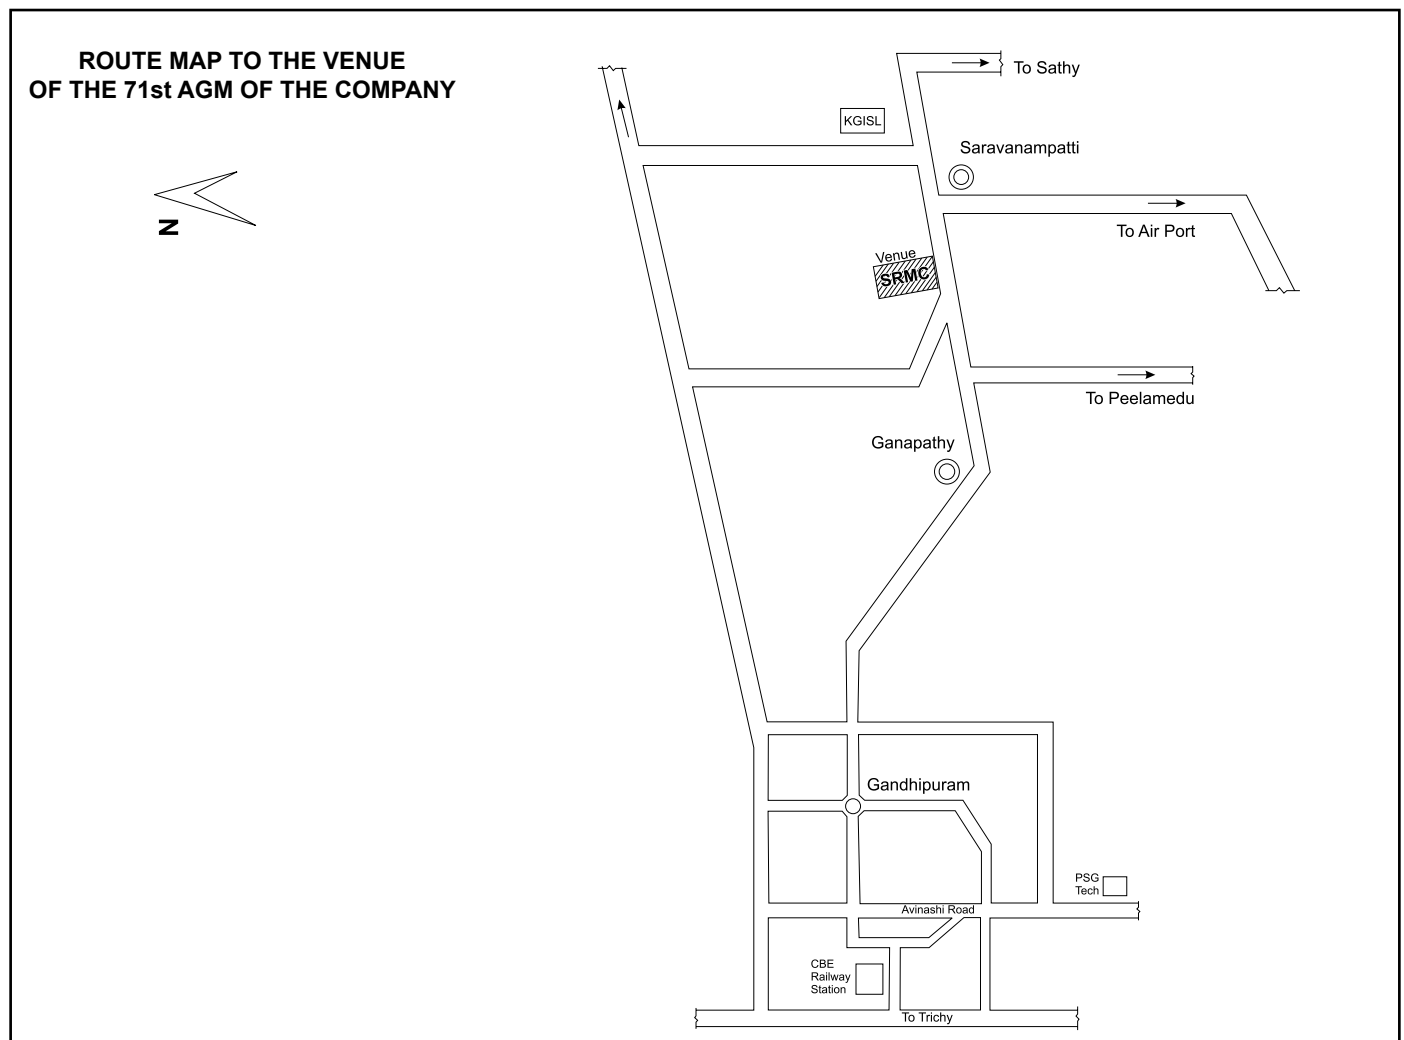 ROUTE MAP TO THE VENUE
OF THE 71st AGM OF THE COMPANY
To Sathy
KGISL
Saravanampatti
N
To Air Port
Venue
SRMC
To Peelamedu
Ganapathy
Gandhipuram
PSG
Tech
Avinashi Road
CBE
Railway
Station
To Trichy